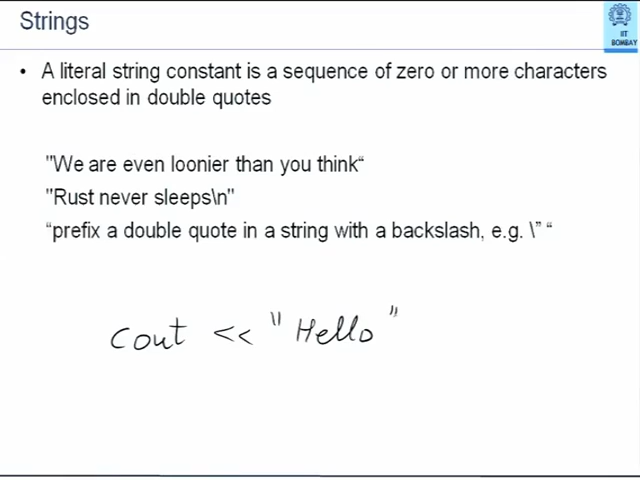 Strings
IIT
BOMBAY
• A literal string constant is a sequence of zero or more characters
enclosed in double quotes
"We are even loonier than you think“
"Rust never sleeps\n"
“prefix a double quote in a string with a backslash, e.g. \” “
cout << "Hello"